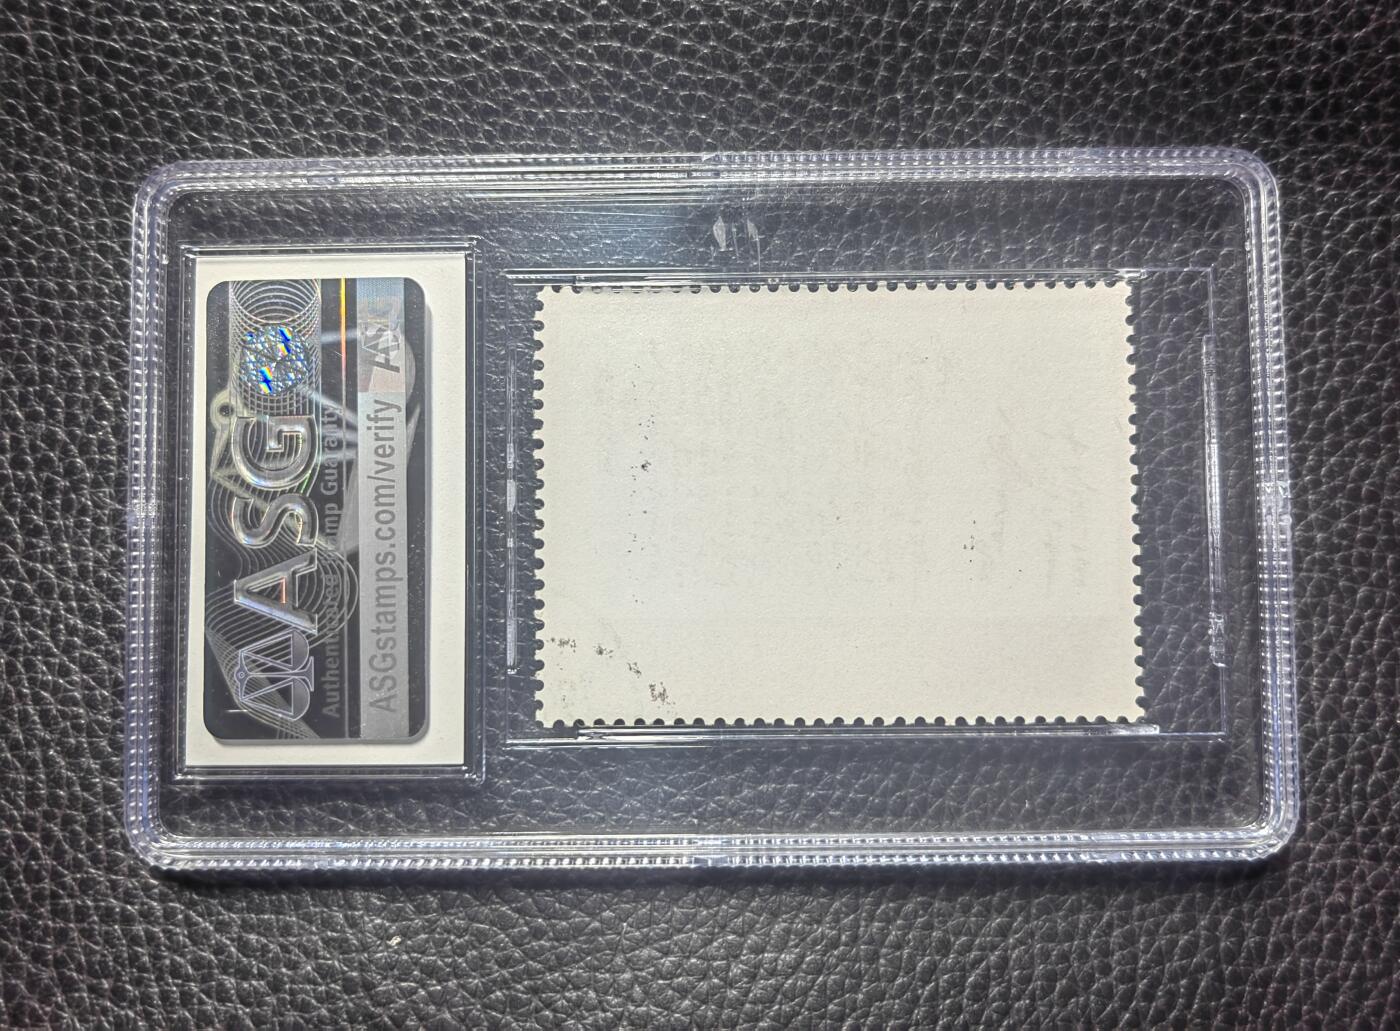 ASG
Authenticated Stamp Guaranty
ASGstamps.com/verify